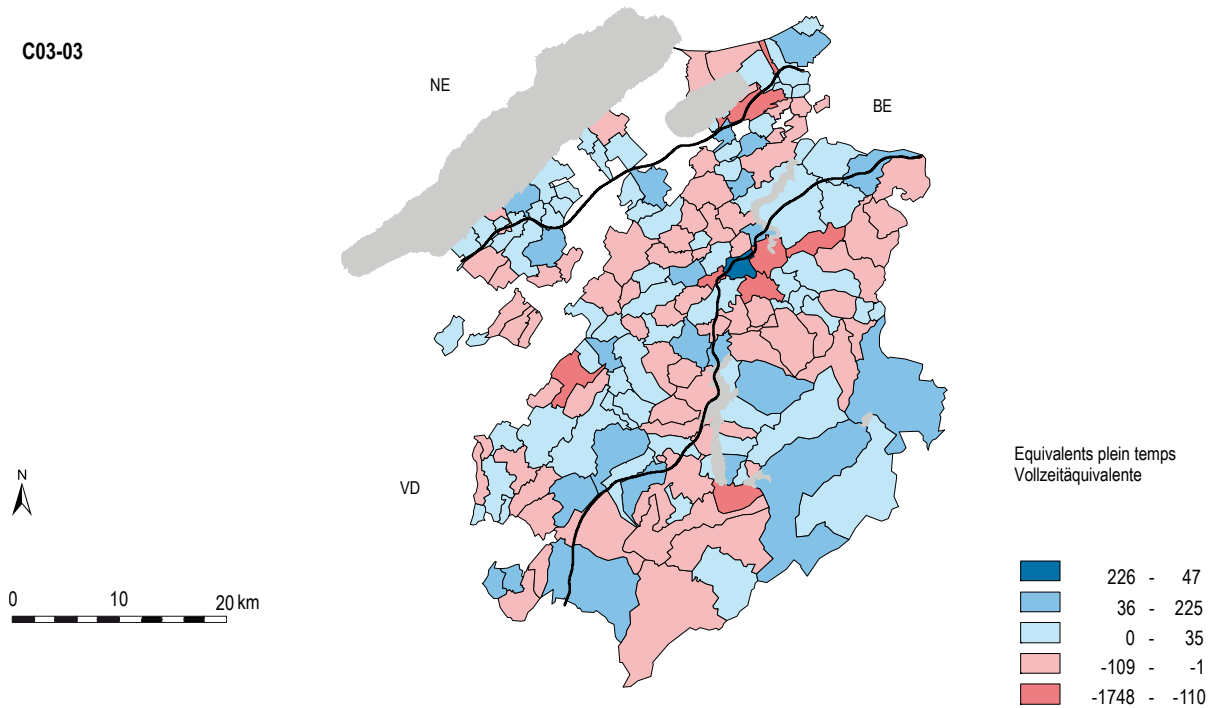 C03-03
NE
BE
VD
N
0 10 20 km
Equivalents plein temps
Vollzeitäquivalente
226 - 47
36 - 225
0 - 35
-109 - -1
-1748 - -110